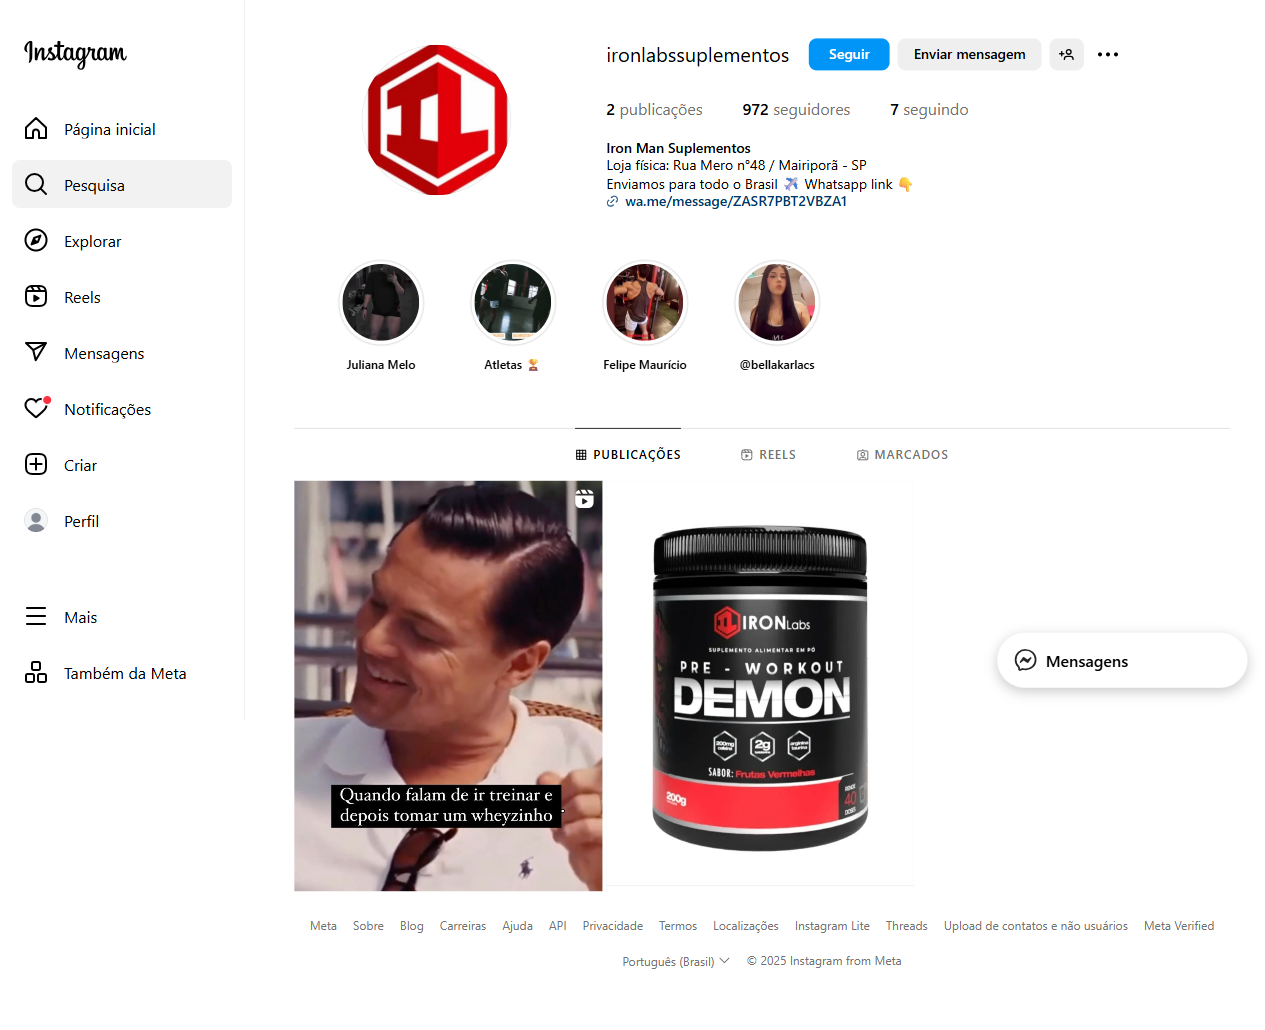 Instagram
Página inicial
Pesquisa
Explorar
Reels
Mensagens
Notificações
Criar
Perfil
Mais
Também da Meta
ironlabssuplementos
Seguir
Enviar mensagem
2 publicações
972 seguidores
7 seguindo
Iron Man Suplementos
Loja física: Rua Mero n°48 / Mairiporã - SP
Enviamos para todo o Brasil ✈️ Whatsapp link 👇
wa.me/message/ZASR7PBT2VBZA1
Juliana Melo
Atletas 🏆
Felipe Maurício
@bellakarlacs
PUBLICAÇÕES
REELS
MARCADOS
Quando falam de ir treinar e
depois tomar um wheyzinho
IRON Labs
SUPLEMENTO ALIMENTAR EM PÓ
PRE - WORKOUT
DEMON
200mg
2g
arginina
taurina
SABOR: Frutas Vermelhas
200g
40
DOSES
Mensagens
Meta
Sobre
Blog
Carreiras
Ajuda
API
Privacidade
Termos
Localizações
Instagram Lite
Threads
Upload de contatos e não usuários
Meta Verified
Português (Brasil)
© 2025 Instagram from Meta